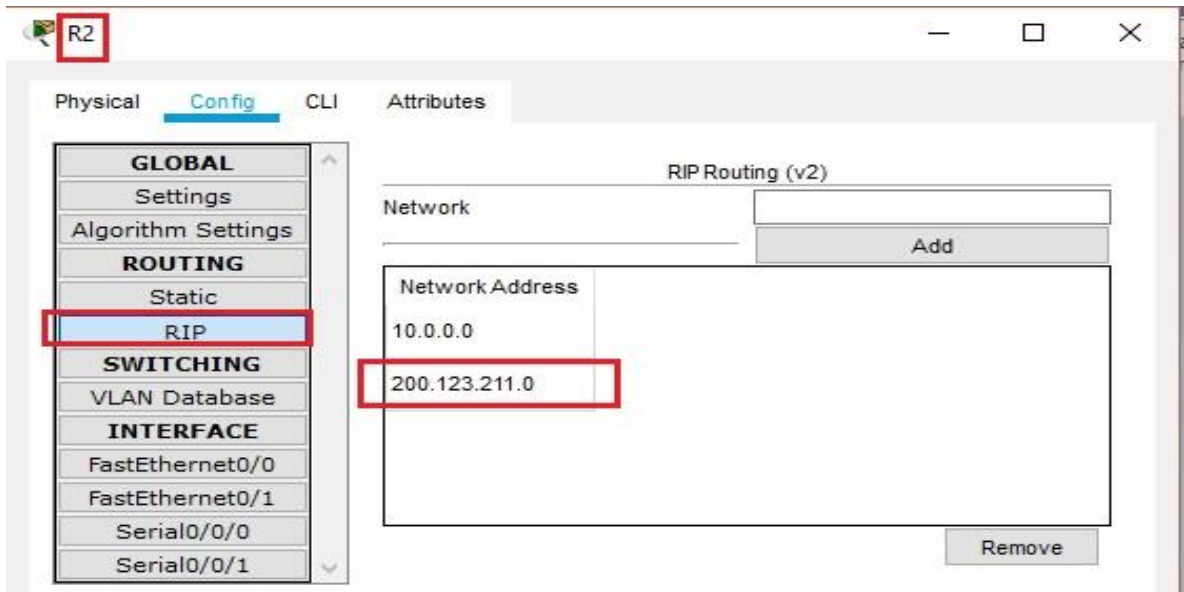 R2
Physical Config CLI Attributes
GLOBAL
Settings
Algorithm Settings
ROUTING
Static
RIP
SWITCHING
VLAN Database
INTERFACE
FastEthernet0/0
FastEthernet0/1
Serial0/0/0
Serial0/0/1
RIP Routing (v2)
Network
Add
Network Address
10.0.0.0
200.123.211.0
Remove